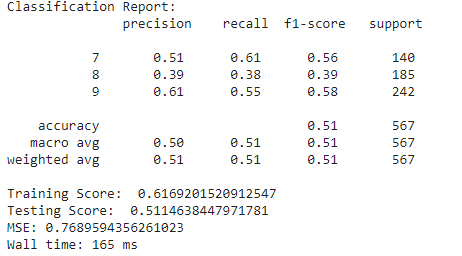 Classification Report:
precision recall f1-score support
7 0.51 0.61 0.56 140
8 0.39 0.38 0.39 185
9 0.61 0.55 0.58 242
accuracy 0.51 567
macro avg 0.50 0.51 0.51 567
weighted avg 0.51 0.51 0.51 567
Training Score: 0.6169201520912547
Testing Score: 0.5114638447971781
MSE: 0.7689594356261023
Wall time: 165 ms